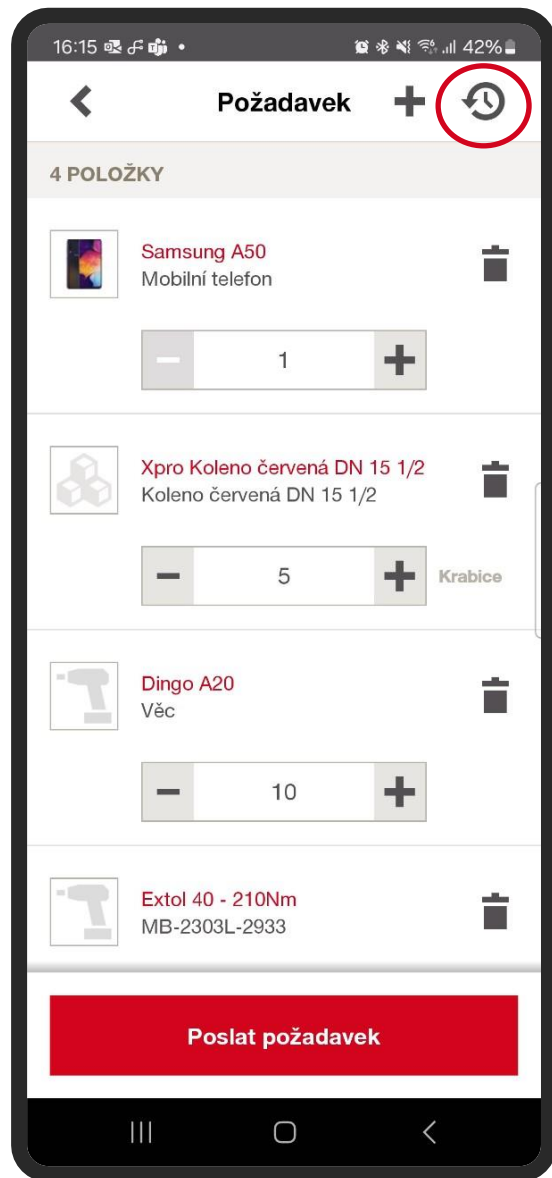 16:15 42%
Požadavek
4 POLOŽKY
Samsung A50
Mobilní telefon
1
Xpro Koleno červená DN 15 1/2
Koleno červená DN 15 1/2
5 Krabice
Dingo A20
Věc
10
Extol 40 - 210Nm
MB-2303L-2933
Poslat požadavek